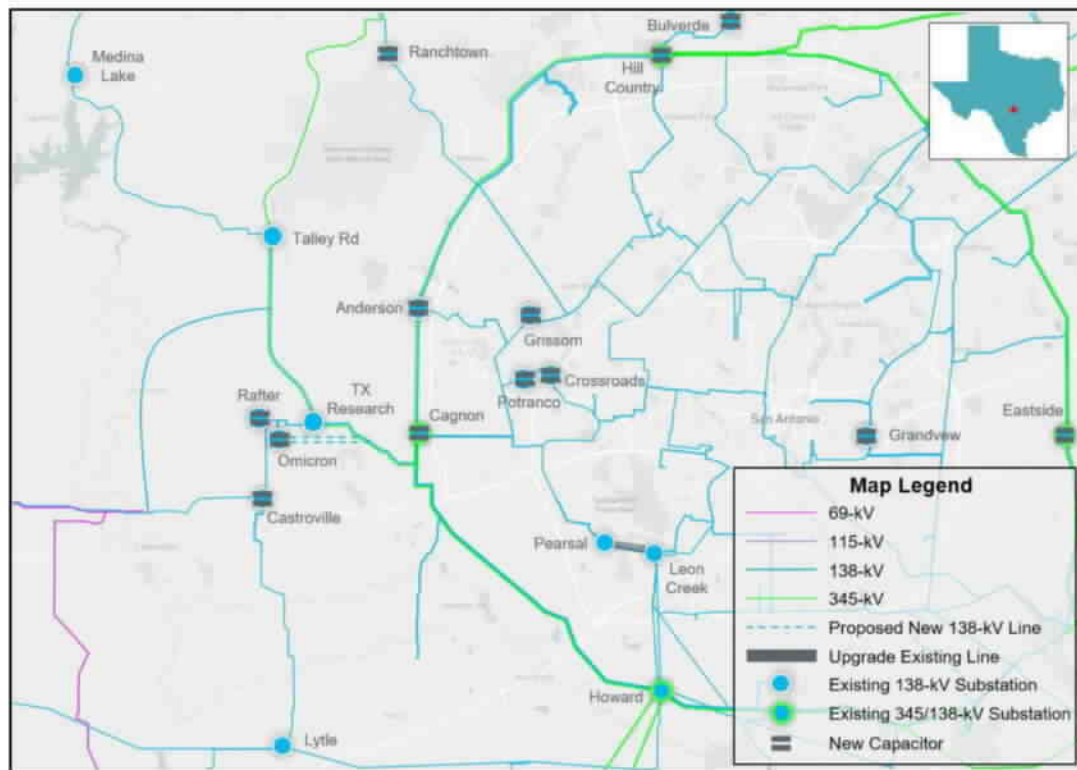 Bulverde
Medina
Lake
Ranchtown
Hill
Country
Talley Rd
Anderson
Grissom
Crossroads
Potranco
Rafter
TX
Research
Cagnon
Omicron
San Antonio
Grandvew
Eastside
Castroville
Pearsal
Leon
Creek
Howard
Lytle
Map Legend
69-kV
115-kV
138-kV
345-kV
Proposed New 138-kV Line
Upgrade Existing Line
Existing 138-kV Substation
Existing 345/138-kV Substation
New Capacitor